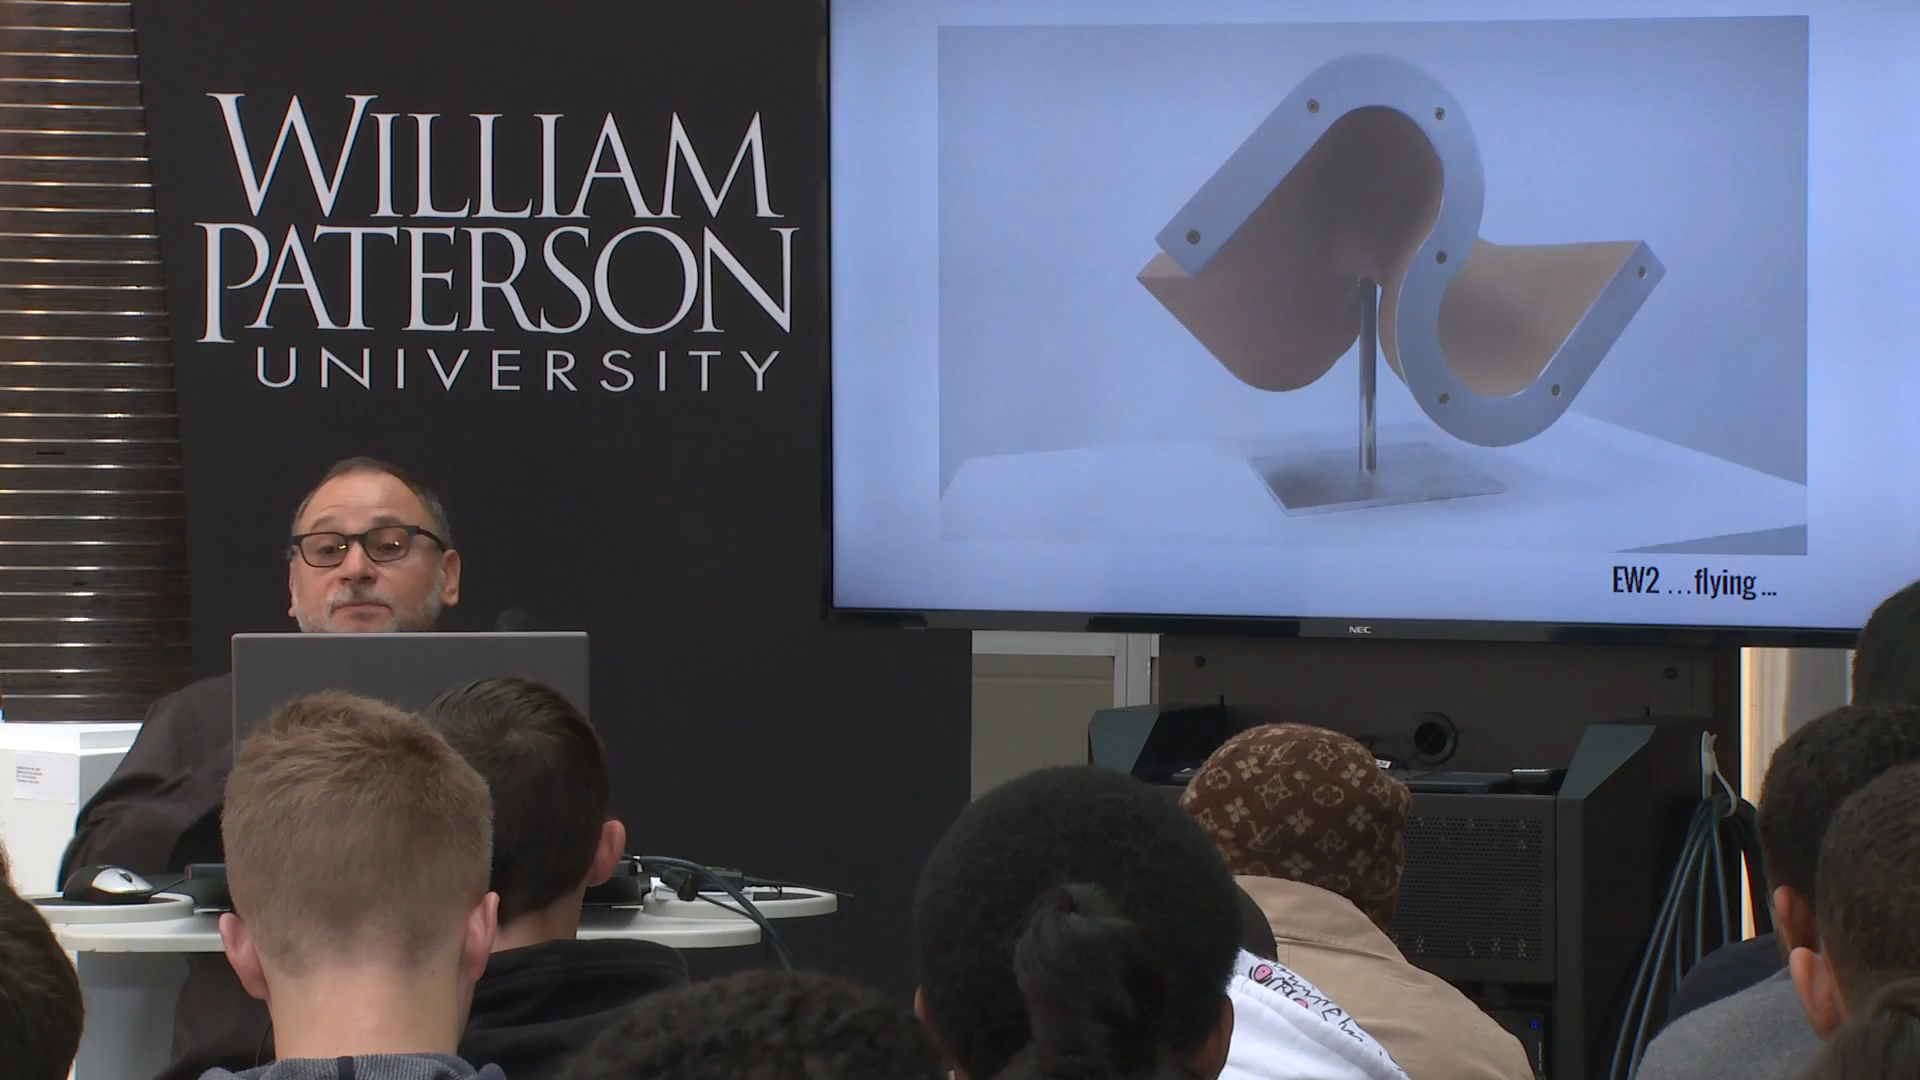 WILLIAM
PATERSON
UNIVERSITY
EW2 ...flying...
NEC